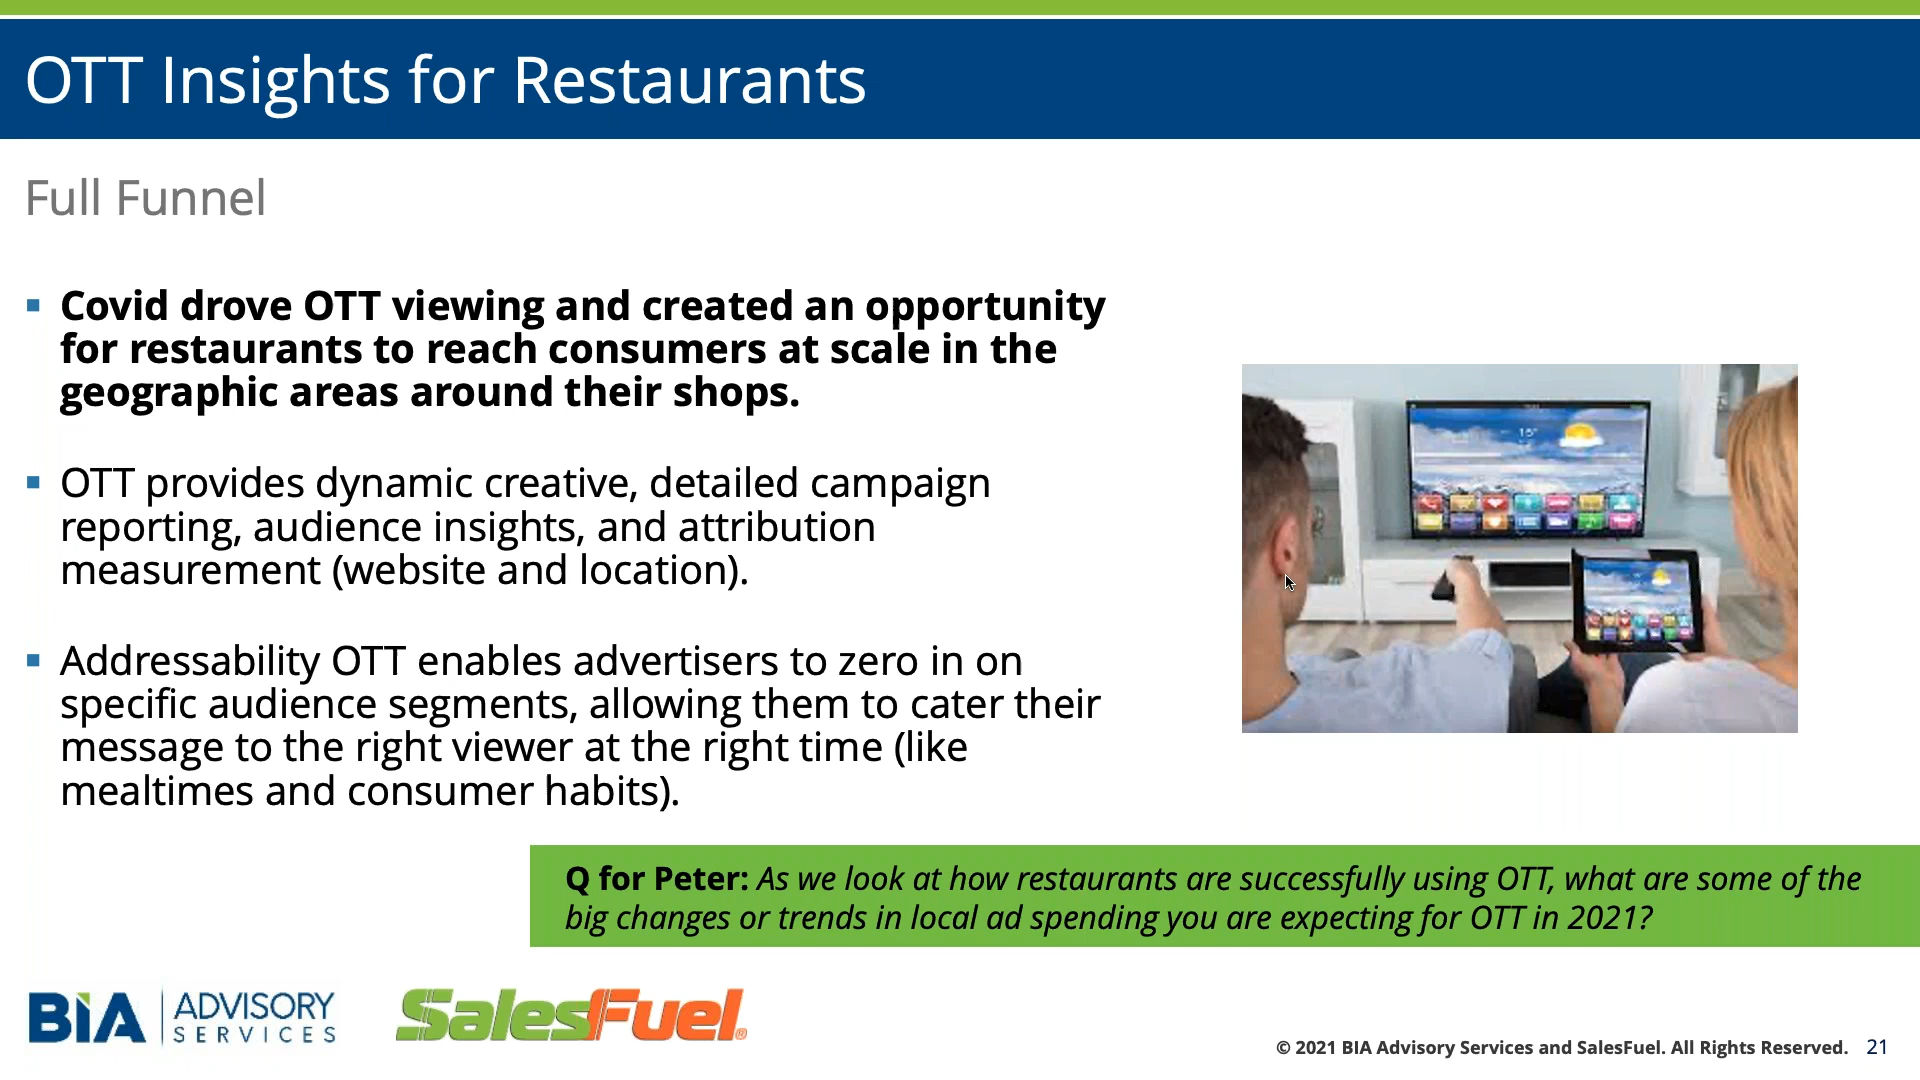 OTT Insights for Restaurants
Full Funnel
▪ Covid drove OTT viewing and created an opportunity
for restaurants to reach consumers at scale in the
geographic areas around their shops.
▪ OTT provides dynamic creative, detailed campaign
reporting, audience insights, and attribution
measurement (website and location).
▪ Addressability OTT enables advertisers to zero in on
specific audience segments, allowing them to cater their
message to the right viewer at the right time (like
mealtimes and consumer habits).
15°
Q for Peter: As we look at how restaurants are successfully using OTT, what are some of the
big changes or trends in local ad spending you are expecting for OTT in 2021?
BIA ADVISORY
SERVICES
SalesFuel®
© 2021 BIA Advisory Services and SalesFuel. All Rights Reserved. 21